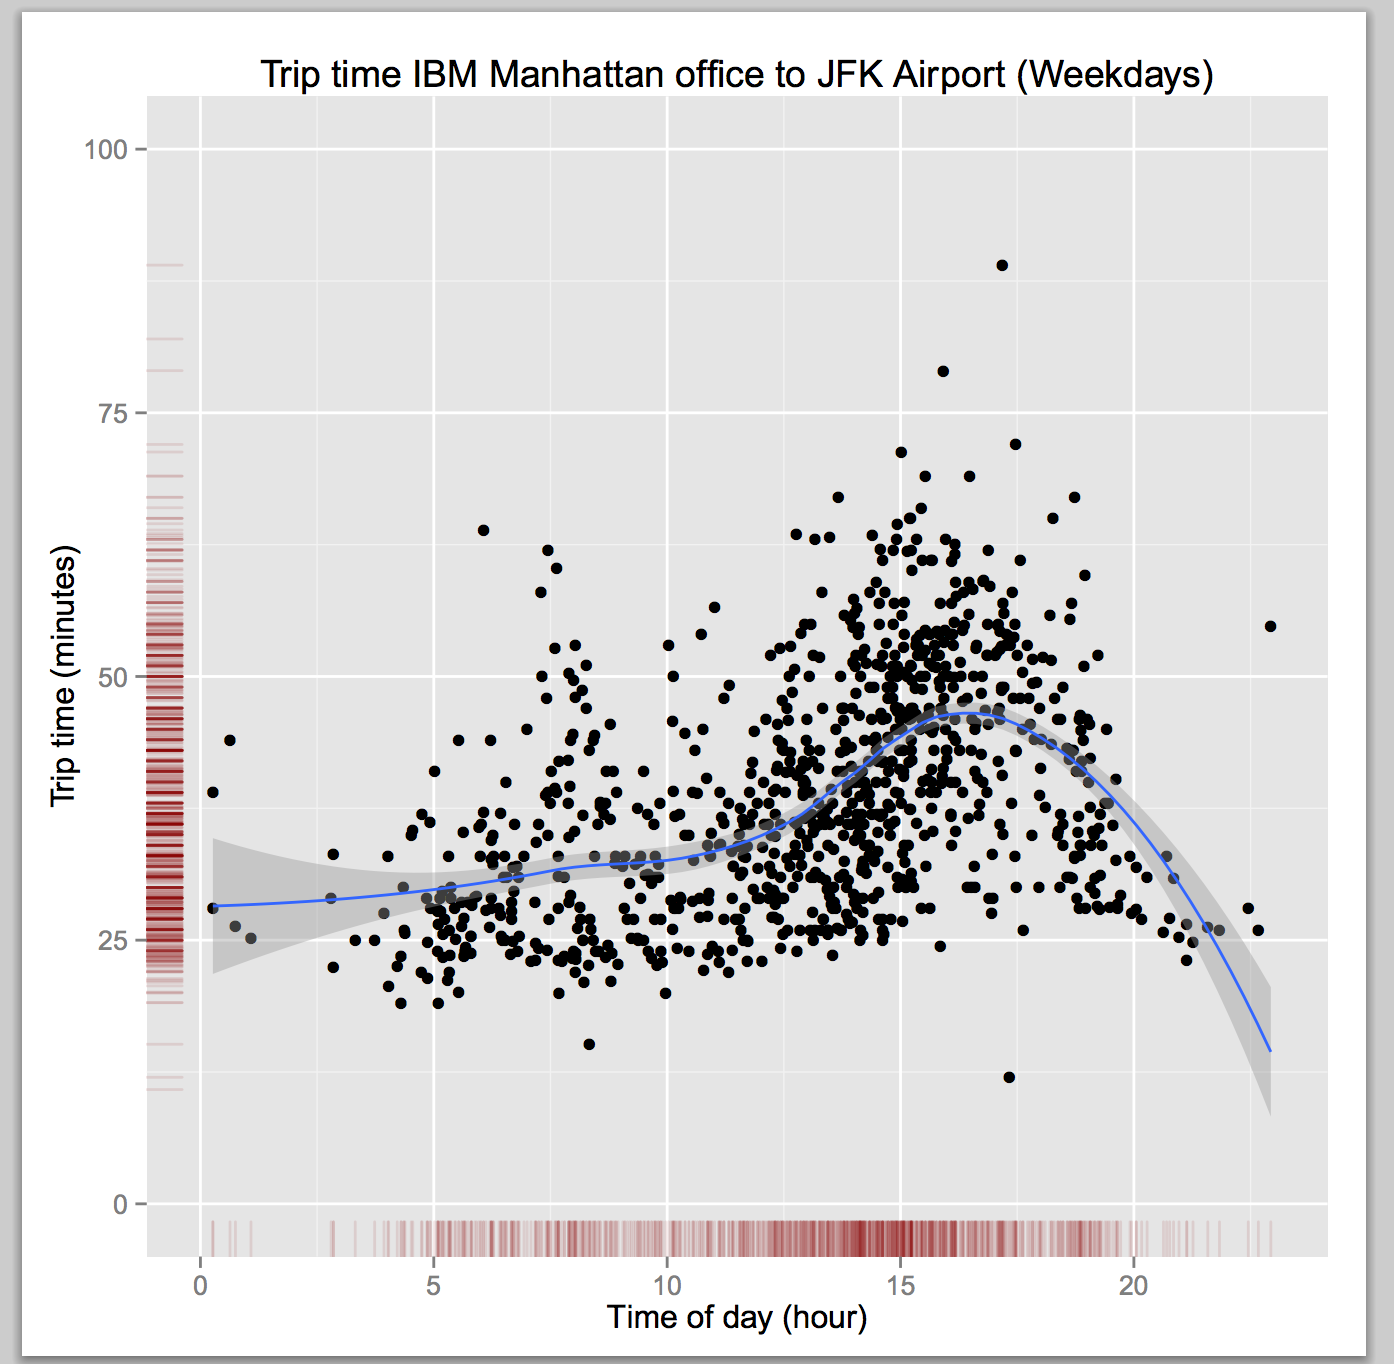 Trip time IBM Manhattan office to JFK Airport (Weekdays)
100
75
50
25
0
Trip time (minutes)
0 5 10 15 20
Time of day (hour)